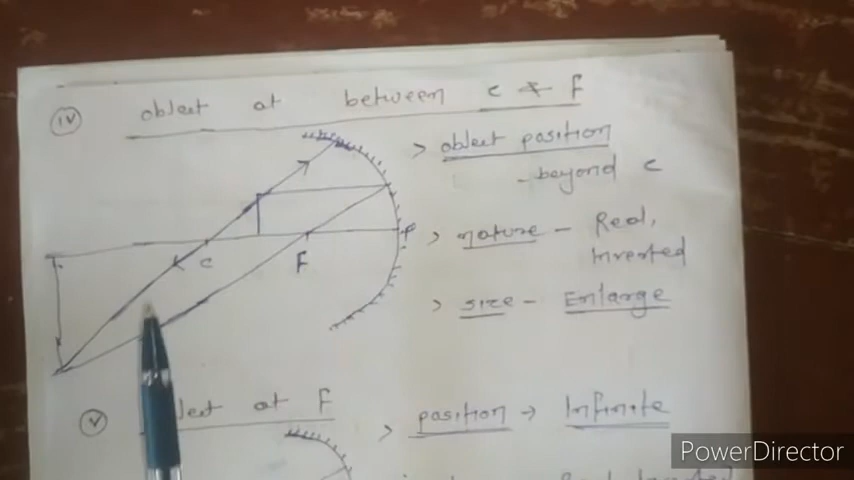 iv object at between c & F
> object position
- beyond c
> nature - Real,
Inverted
> size - Enlarge
P
c
F
v at F
> position → Infinite
PowerDirector